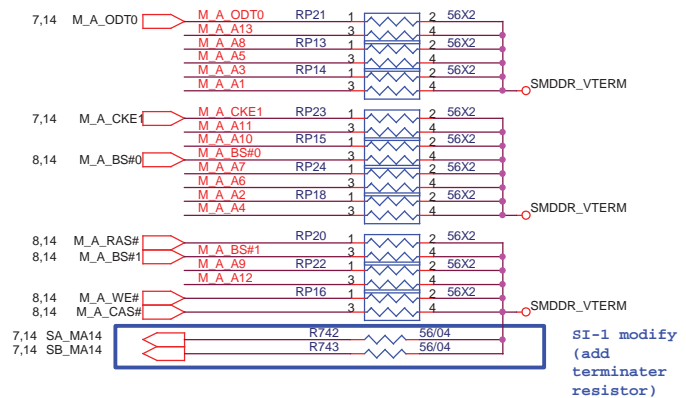 7,14 M_A_ODT0 M_A_ODT0 RP21 1 2 56X2
M_A_A13 3 4
M_A_A8 RP13 1 2 56X2
M_A_A5 3 4
M_A_A3 RP14 1 2 56X2
M_A_A1 3 4 SMDDR_VTERM
7,14 M_A_CKE1 M_A_CKE1 RP23 1 2 56X2
M_A_A11 3 4
M_A_A10 RP15 1 2 56X2
8,14 M_A_BS#0 M_A_BS#0 3 4
M_A_A7 RP24 1 2 56X2
M_A_A6 3 4
M_A_A2 RP18 1 2 56X2
M_A_A4 3 4 SMDDR_VTERM
8,14 M_A_RAS# RP20 1 2 56X2
8,14 M_A_BS#1 M_A_BS#1 3 4
M_A_A9 RP22 1 2 56X2
M_A_A12 3 4
8,14 M_A_WE# RP16 1 2 56X2
8,14 M_A_CAS# 3 4 SMDDR_VTERM
7,14 SA_MA14 R742 56/04
7,14 SB_MA14 R743 56/04
SI-1 modify
(add
terminater
resistor)